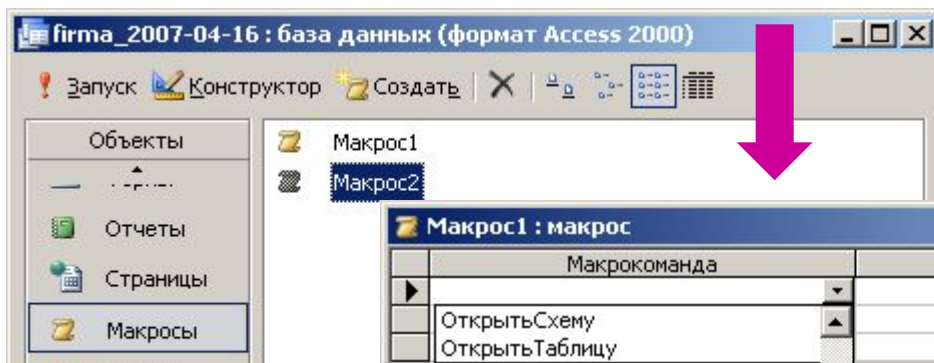 firma_2007-04-16 : база данных (формат Access 2000)
Запуск Конструктор Создать
Объекты
Макрос1
Макрос2
Отчеты
Страницы
Макросы
Макрос1 : макрос
Макрокоманда
ОткрытьСхему
ОткрытьТаблицу